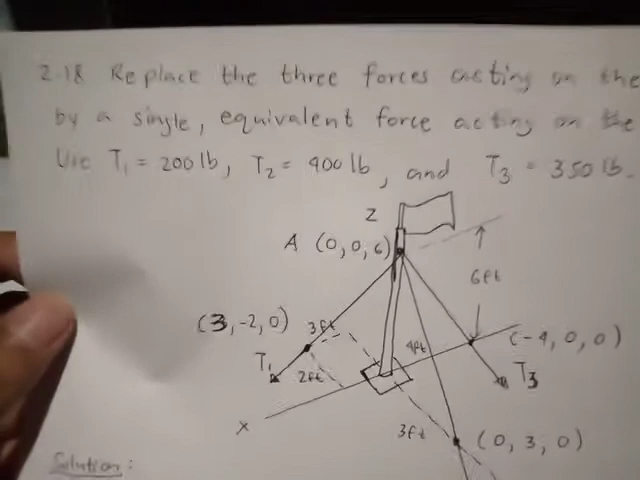 2.18 Replace the three forces acting on the
by a single, equivalent force acting on the
Use T1 = 200 lb, T2 = 400 lb, and T3 = 350 lb.
Z
A (0, 0, 6)
6ft
(3, -2, 0) 3ft
(-4, 0, 0)
4ft
T1
2ft
T3
X
3ft
(0, 3, 0)
Solution: